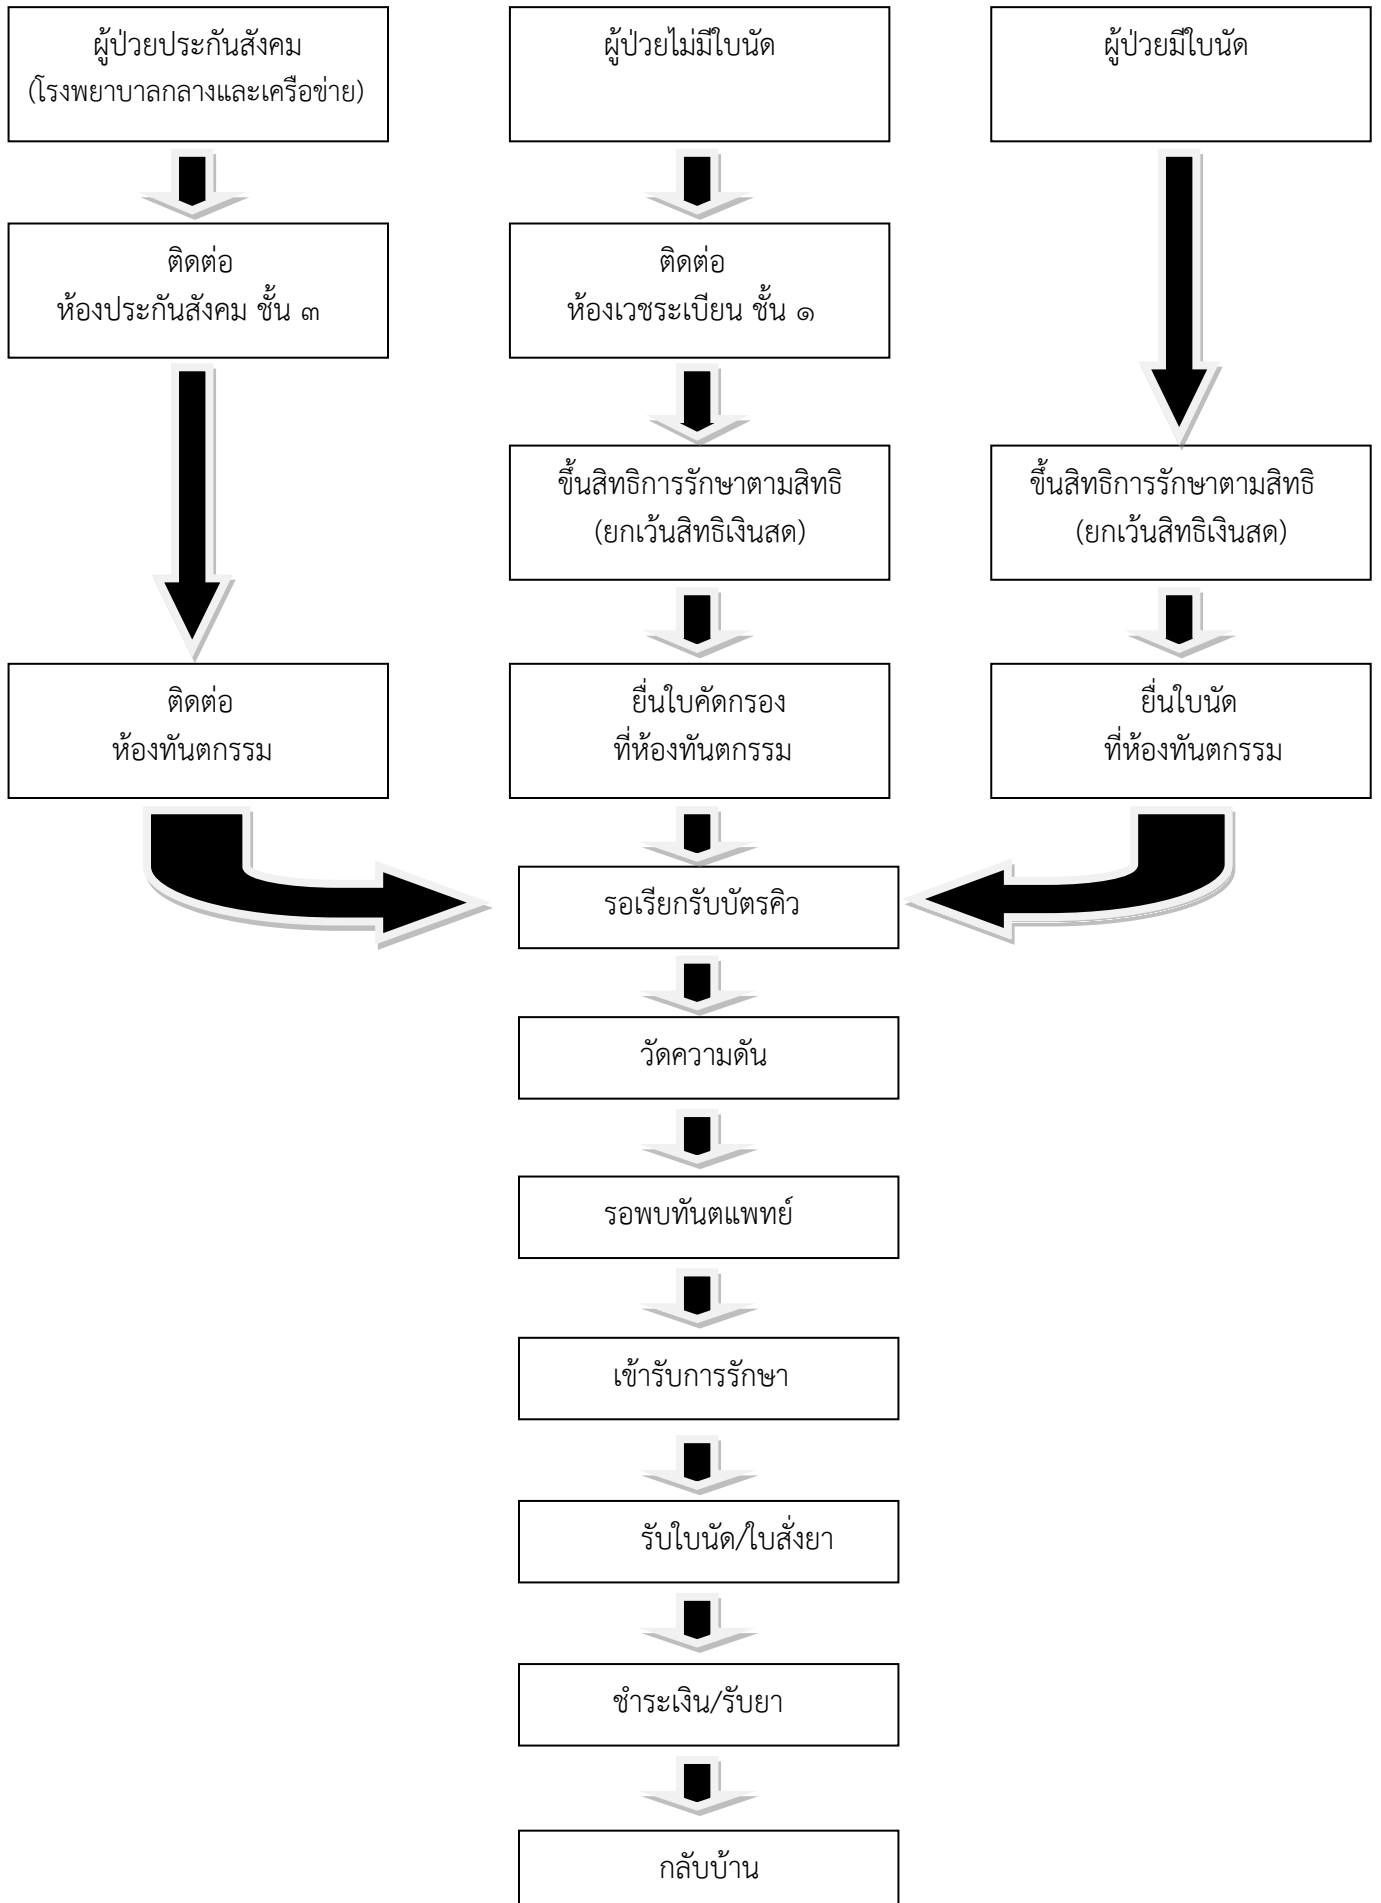 ผู้ป่วยประกันสังคม
(โรงพยาบาลกลางและเครือข่าย)
ผู้ป่วยไม่มีใบนัด
ผู้ป่วยมีใบนัด
ติดต่อ
ห้องประกันสังคม ชั้น ๓
ติดต่อ
ห้องเวชระเบียน ชั้น ๑
ขึ้นสิทธิการรักษาตามสิทธิ
(ยกเว้นสิทธิเงินสด)
ขึ้นสิทธิการรักษาตามสิทธิ
(ยกเว้นสิทธิเงินสด)
ติดต่อ
ห้องทันตกรรม
ยื่นใบคัดกรอง
ที่ห้องทันตกรรม
ยื่นใบนัด
ที่ห้องทันตกรรม
รอเรียกรับบัตรคิว
วัดความดัน
รอพบทันตแพทย์
เข้ารับการรักษา
รับใบนัด/ใบสั่งยา
ชำระเงิน/รับยา
กลับบ้าน